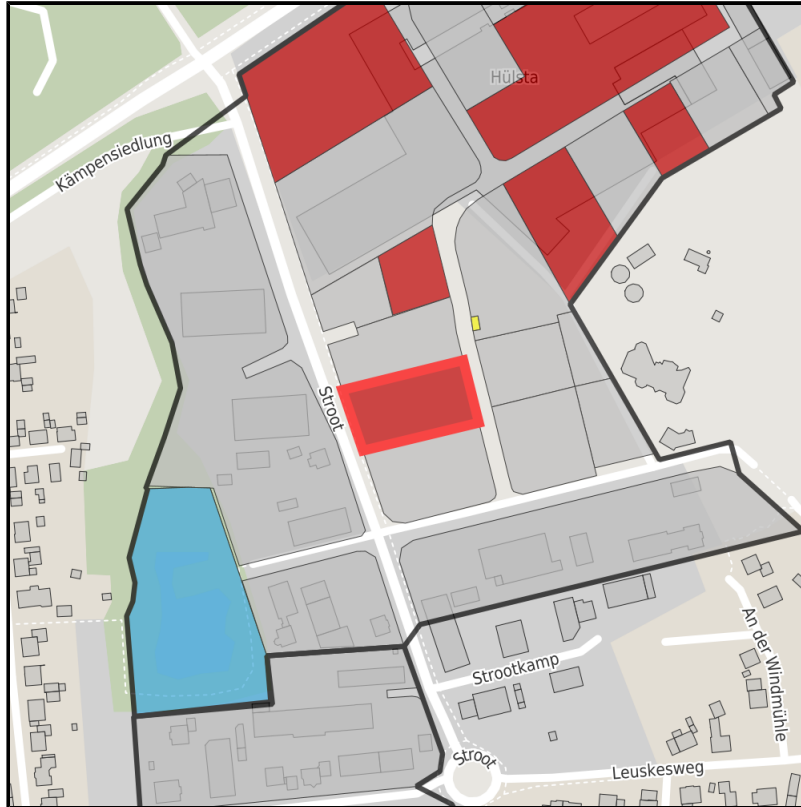 Hülsta
Kämpensiedlung
Stroot
Strootkamp
An der Windmühle
Stroot
Leuskesweg